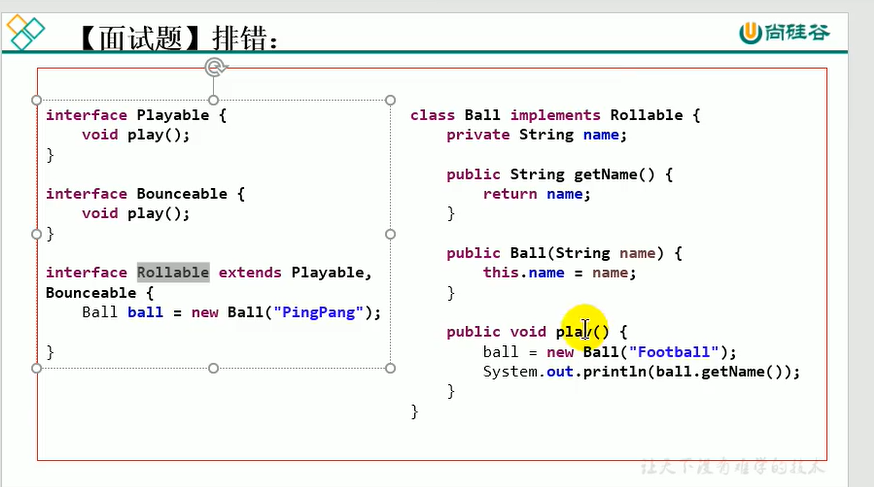 【面试题】排错:
尚硅谷
interface Playable {
    void play();
}
interface Bounceable {
    void play();
}
interface Rollable extends Playable,
Bounceable {
    Ball ball = new Ball("PingPang");
}
class Ball implements Rollable {
    private String name;
    public String getName() {
        return name;
    }
    public Ball(String name) {
        this.name = name;
    }
    public void play() {
        ball = new Ball("Football");
        System.out.println(ball.getName());
    }
}
让天下没有难学的技术